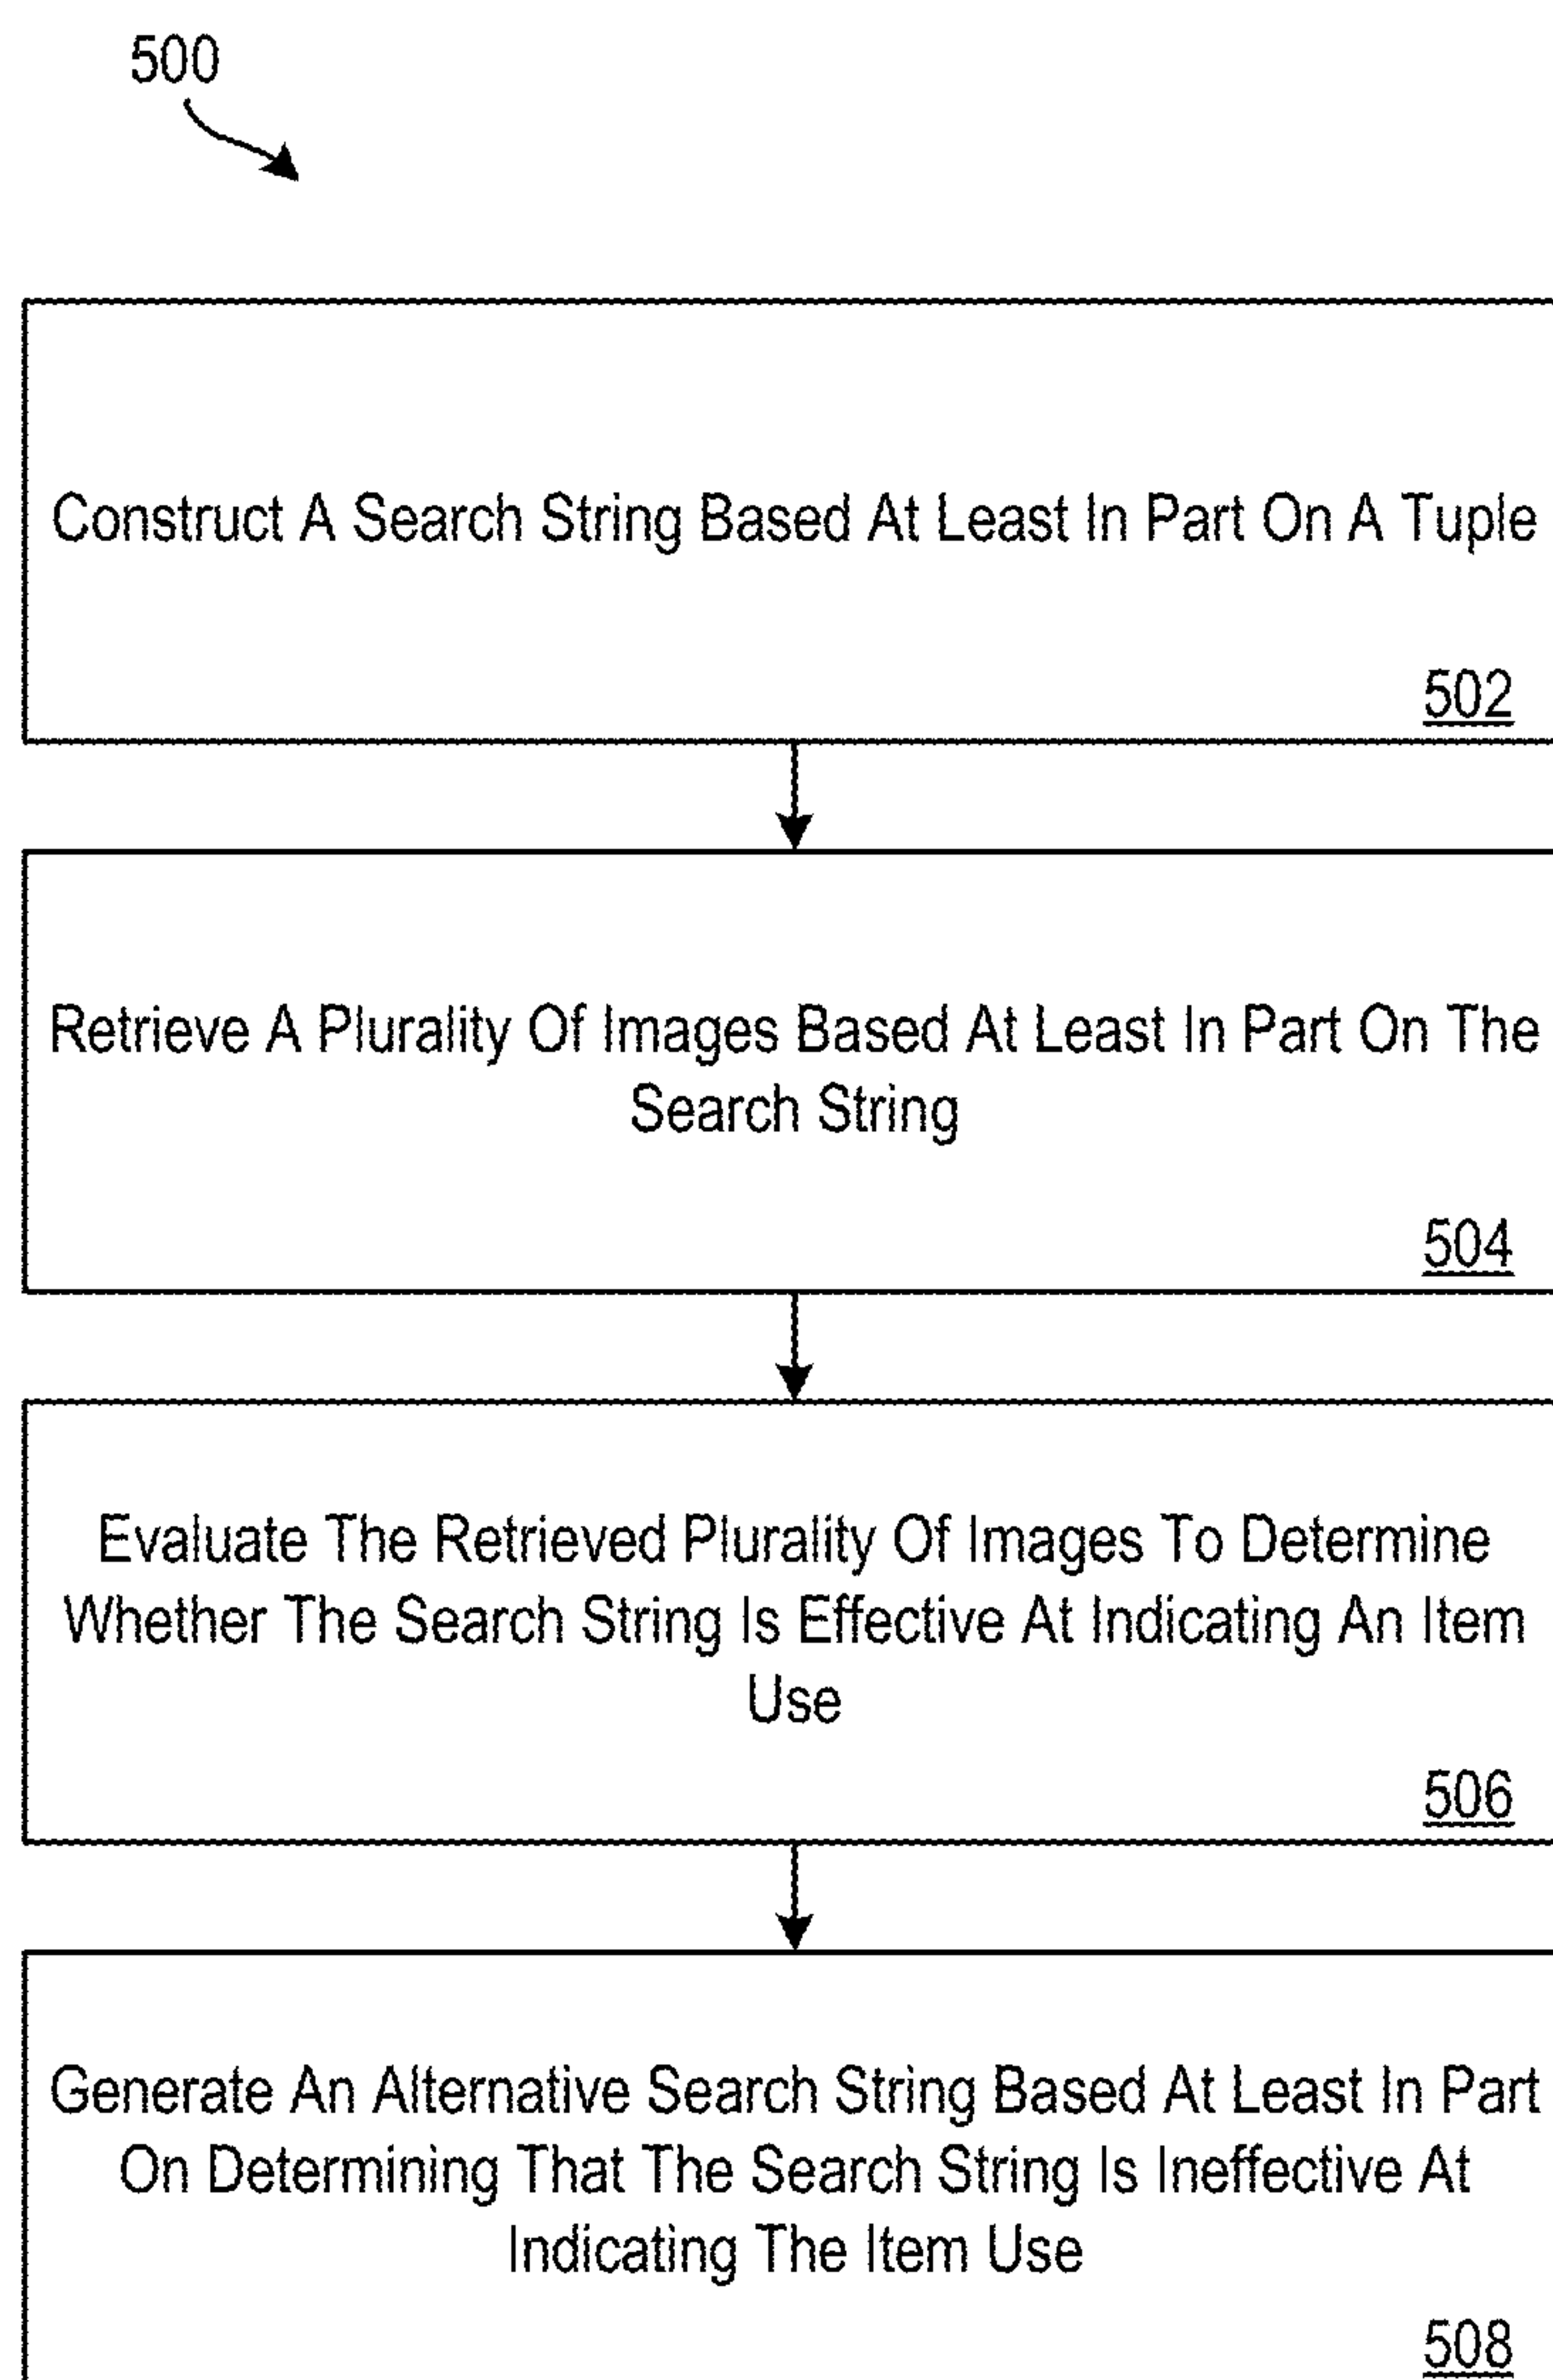 500
Construct A Search String Based At Least In Part On A Tuple
502
Retrieve A Plurality Of Images Based At Least In Part On The
Search String
504
Evaluate The Retrieved Plurality Of Images To Determine
Whether The Search String Is Effective At Indicating An Item
Use
506
Generate An Alternative Search String Based At Least In Part
On Determining That The Search String Is Ineffective At
Indicating The Item Use
508